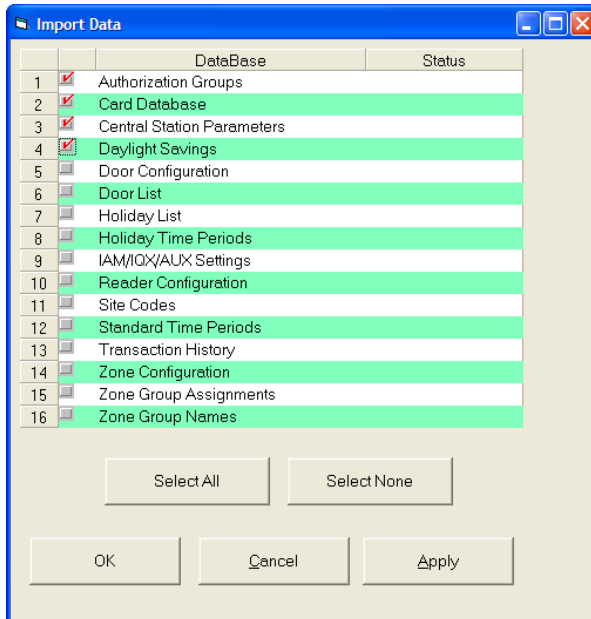 Import Data
DataBase Status
1 Authorization Groups
2 Card Database
3 Central Station Parameters
4 Daylight Savings
5 Door Configuration
6 Door List
7 Holiday List
8 Holiday Time Periods
9 IAM/IQX/AUX Settings
10 Reader Configuration
11 Site Codes
12 Standard Time Periods
13 Transaction History
14 Zone Configuration
15 Zone Group Assignments
16 Zone Group Names
Select All Select None
OK Cancel Apply